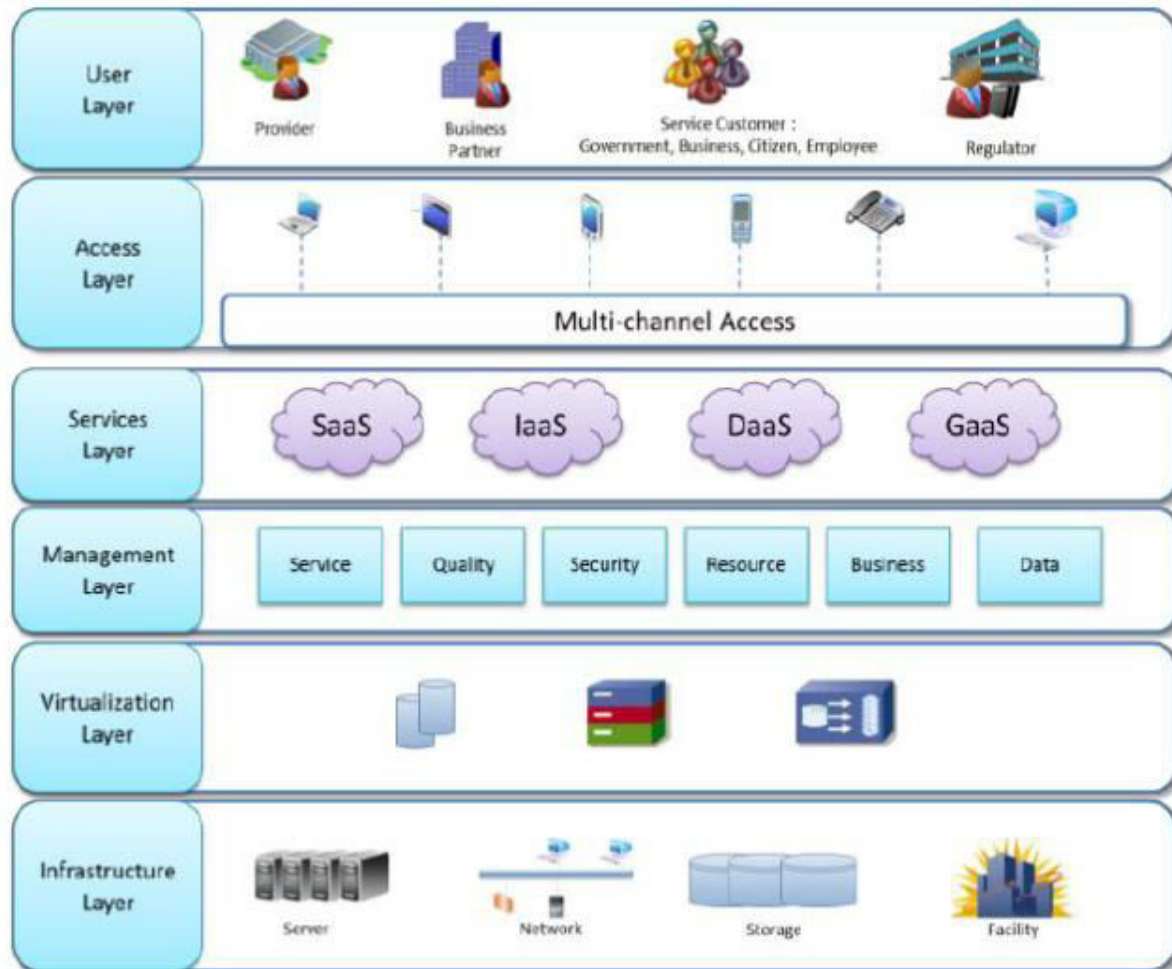 User
Layer
Provider
Business
Partner
Service Customer :
Government, Business, Citizen, Employee
Regulator
Access
Layer
Multi-channel Access
Services
Layer
SaaS
IaaS
DaaS
GaaS
Management
Layer
Service
Quality
Security
Resource
Business
Data
Virtualization
Layer
Infrastructure
Layer
Server
Network
Storage
Facility